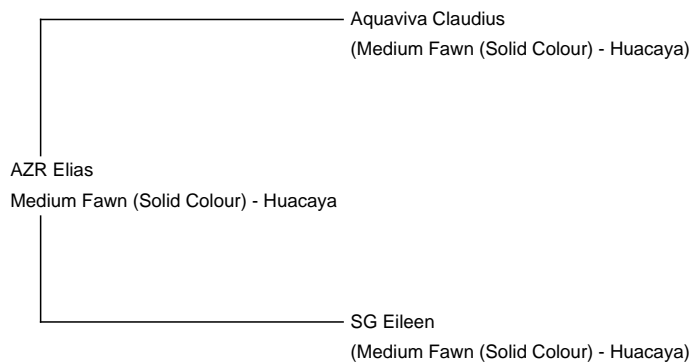 Aquaviva Claudius
(Medium Fawn (Solid Colour) - Huacaya)
AZR Elias
Medium Fawn (Solid Colour) - Huacaya
SG Eileen
(Medium Fawn (Solid Colour) - Huacaya)